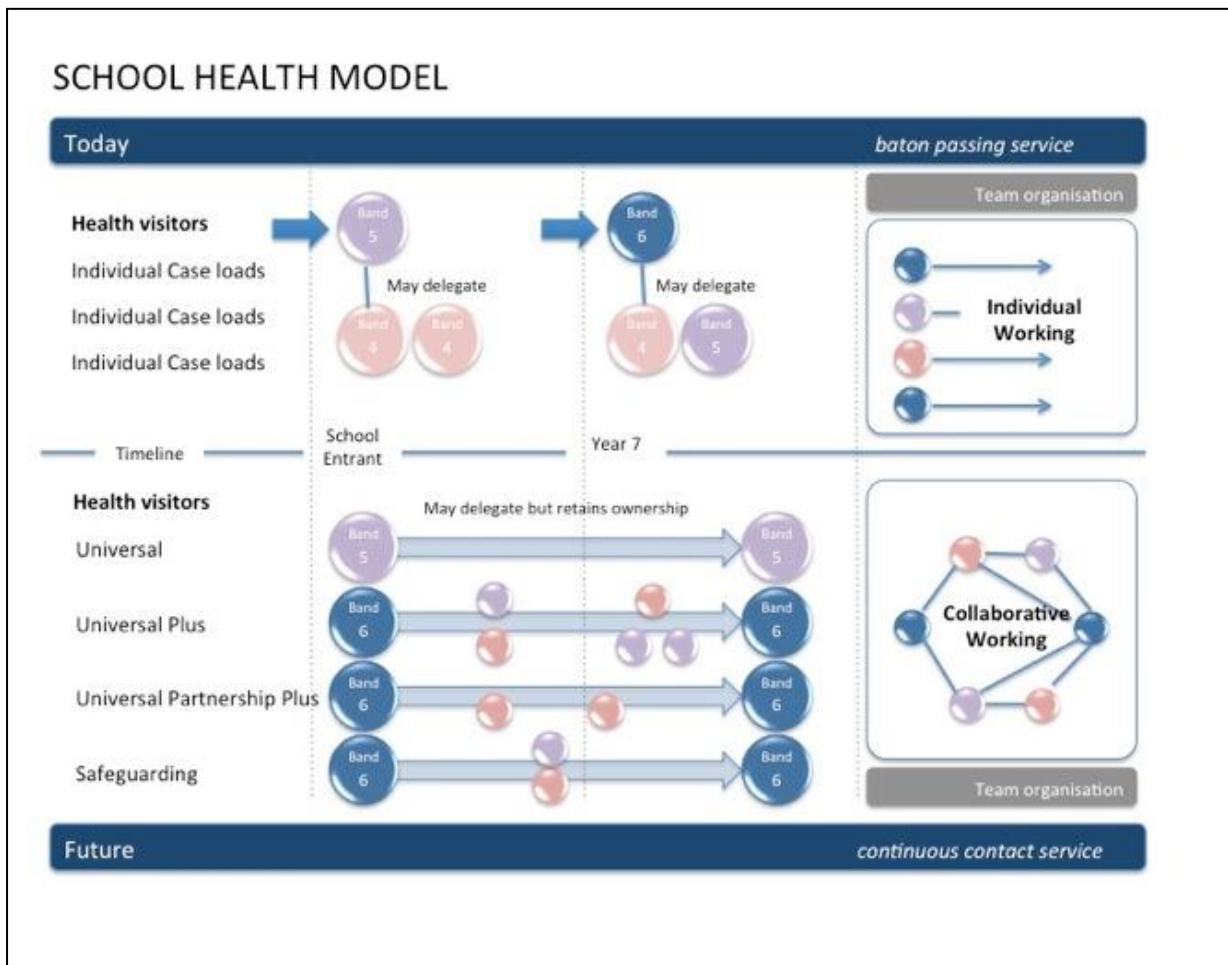 SCHOOL HEALTH MODEL
Today
baton passing service
Team organisation
Health visitors
Individual Case loads
Individual Case loads
Individual Case loads
Band
5
May delegate
Band
4
Band
4
Band
6
May delegate
Band
4
Band
5
Individual
Working
Timeline
School
Entrant
Year 7
Health visitors
May delegate but retains ownership
Universal
Band
5
Band
5
Universal Plus
Band
6
Band
6
Universal Partnership Plus
Band
6
Band
6
Safeguarding
Band
6
Band
6
Collaborative
Working
Team organisation
Future
continuous contact service